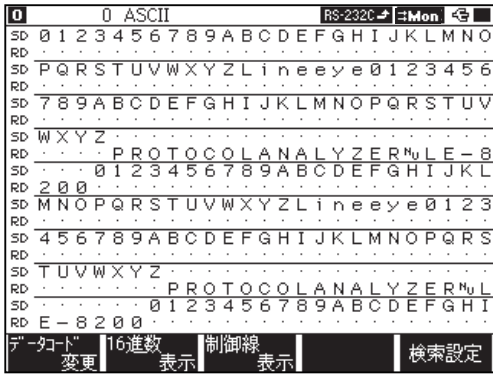 0 0 ASCII RS-232C Mon
SD 0123456789ABCDEFGHIJKLMNO
RD
SD PQRSTUVWXYZLineeye0123456
RD
SD 789ABCDEFGHIJKLMNOPQRSTUV
RD
SD WXYZ
RD PROTOCOLANALYZERNULE-8
SD 0123456789ABCDEFGHIJKL
RD 200
SD MNOPQRSTUVWXYZLineeye0123
RD
SD 456789ABCDEFGHIJKLMNOPQRS
RD
SD TUVWXYZ
RD PROTOCOLANALYZERNUL
SD 0123456789ABCDEFGHI
RD E-8200
データコード変更 16進数表示 制御線表示 検索設定